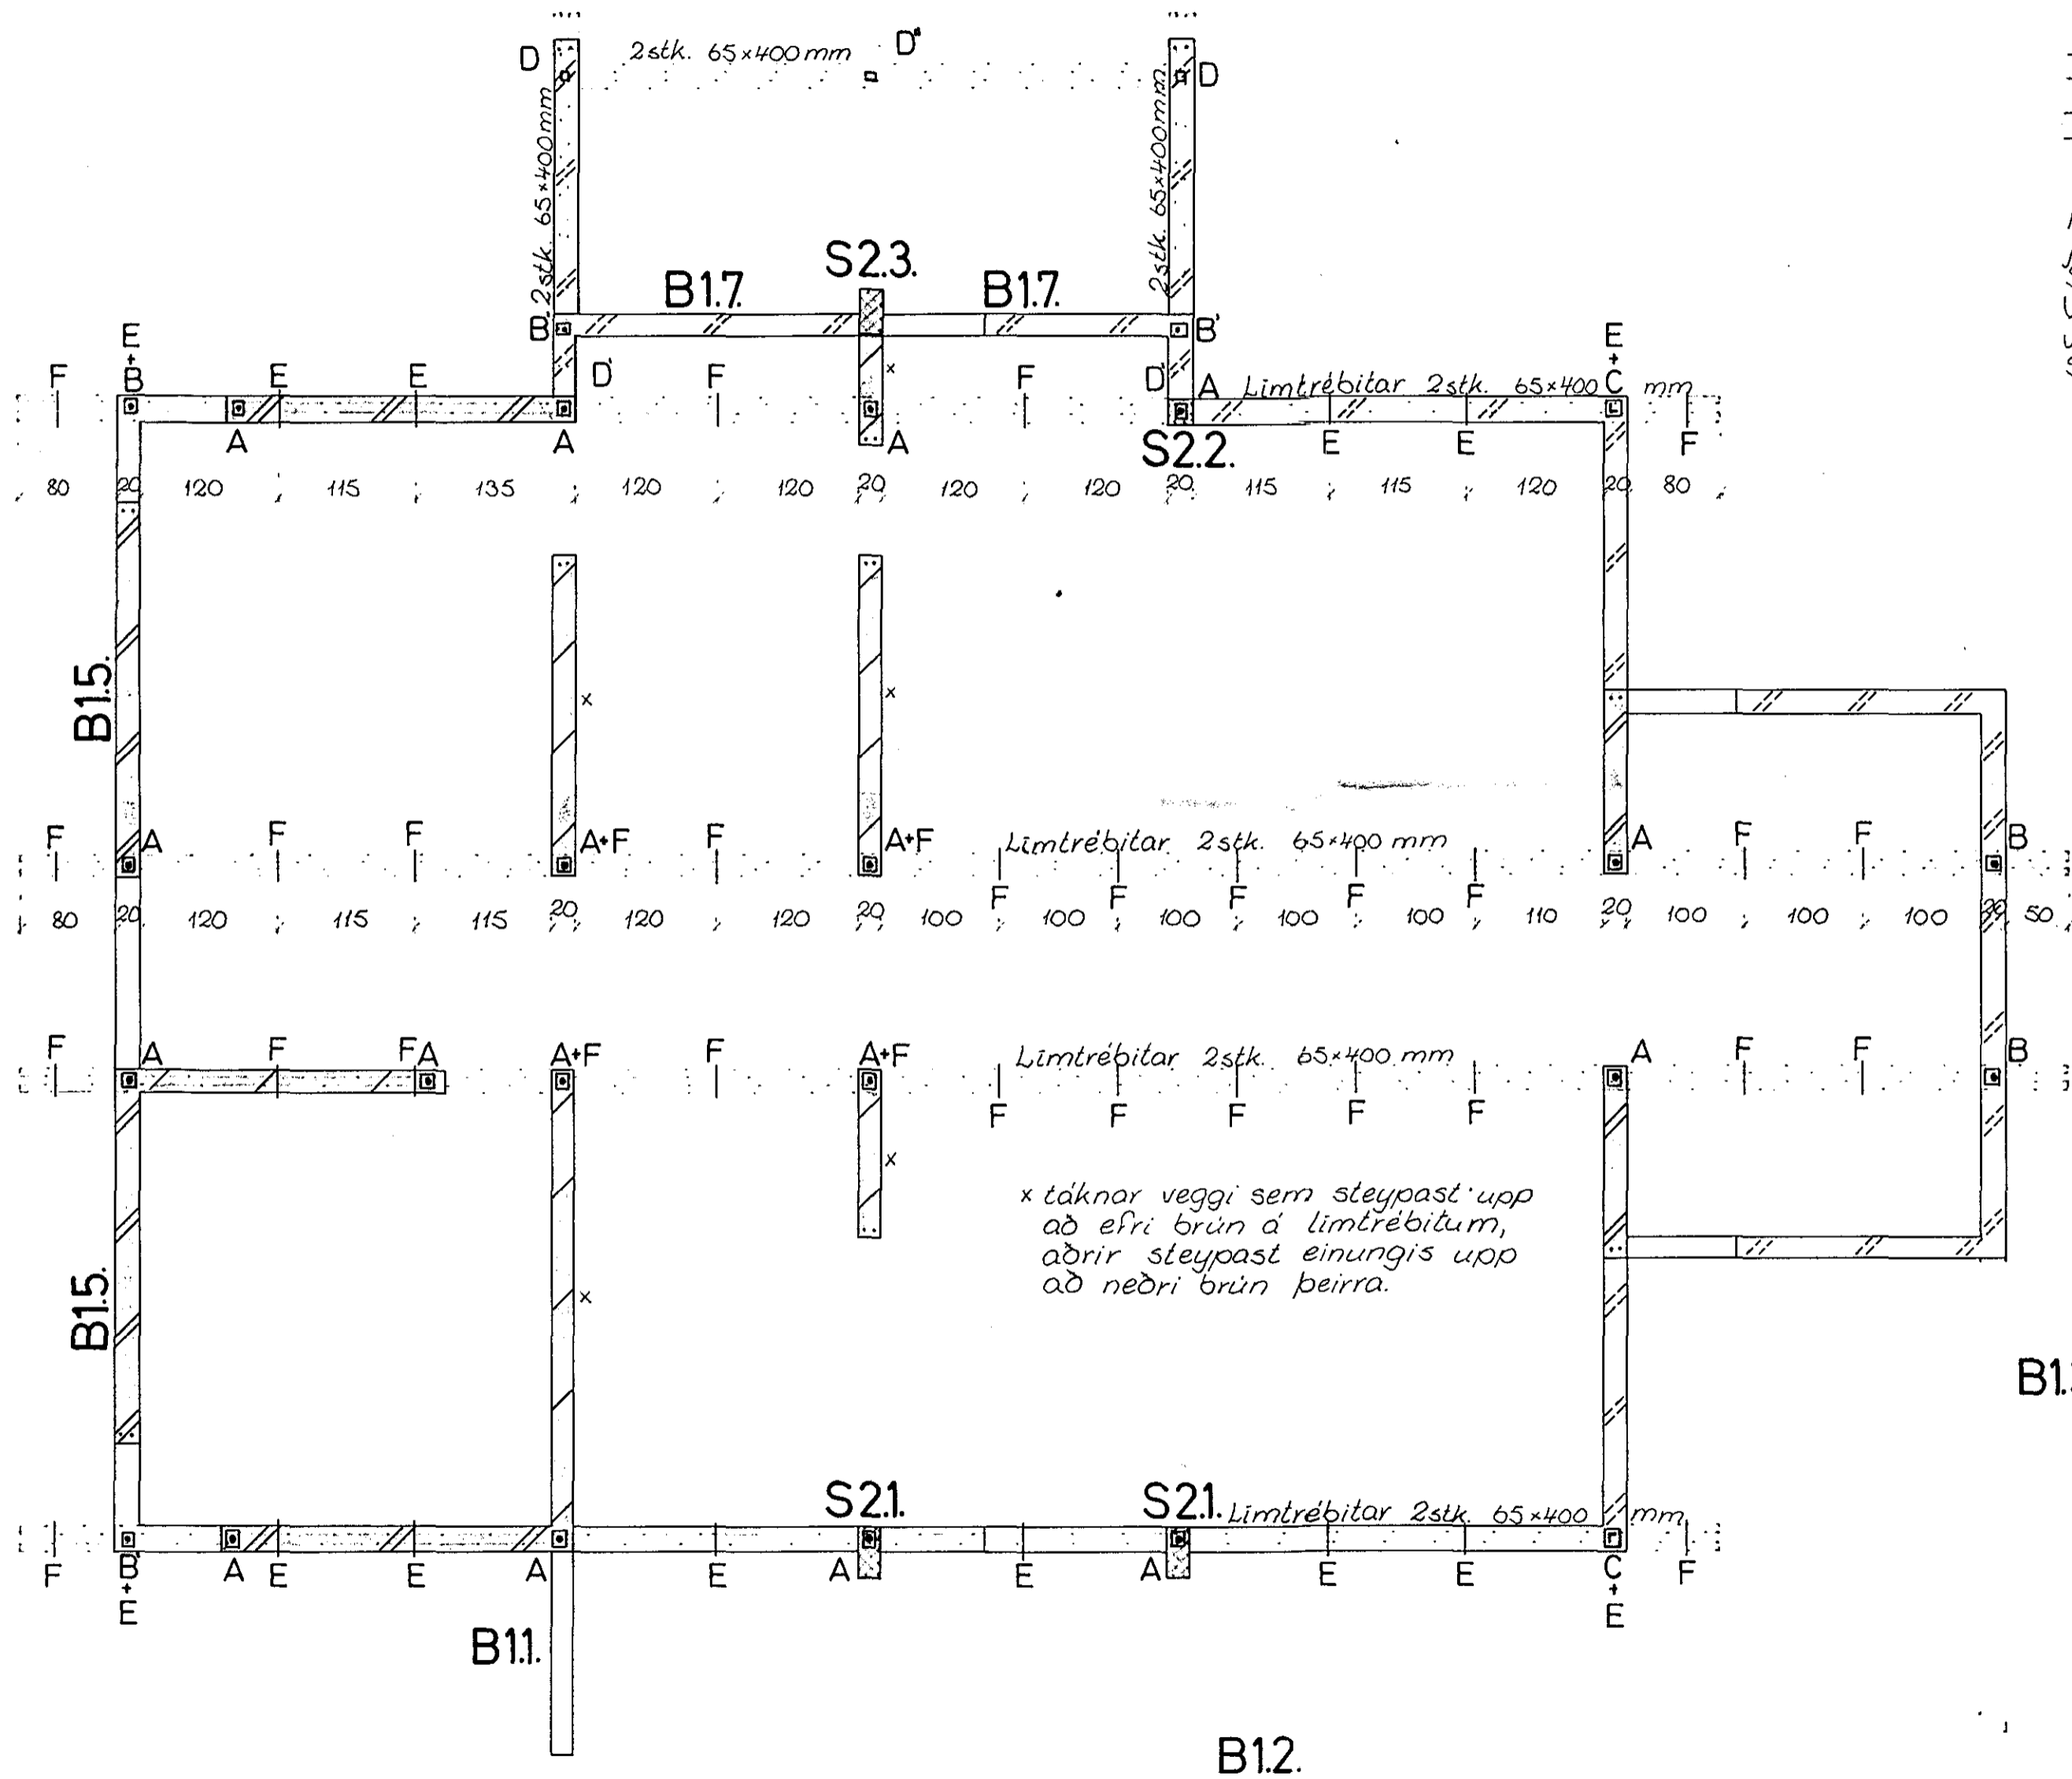 D 2stk. 65×400 mm D"
D
2stk. 65×400mm
2stk. 65×400mm
S2.3.
B1.7. B1.7.
B' B'
E + B
E + C
F E E D' F F D' A Límtrébitar 2stk. 65×400 mm
A A A E E F
S2.2.
80 20 120 115 135 120 120 20 120 120 20 115 115 120 20 80
x
B1.5.
x x
F A F F A+F F A+F Límtrébitar 2stk. 65×400 mm A F F B
F F F F F
80 20 120 115 115 20 120 120 20 100 100 100 100 100 110 20 100 100 100 20 50
F A F F A A+F F A+F Límtrébitar 2stk. 65×400 mm A F F B
F F F F F
x
x táknar veggi sem steypast upp
að efri brún á límtrébitum,
aðrir steypast einungis upp
að neðri brún þeirra.
x
B1.5.
B1.
S2.1. S2.1. Límtrébitar 2stk. 65×400 mm
F B + E A E E A E A E A E E C + E F
B1.1.
B1.2.